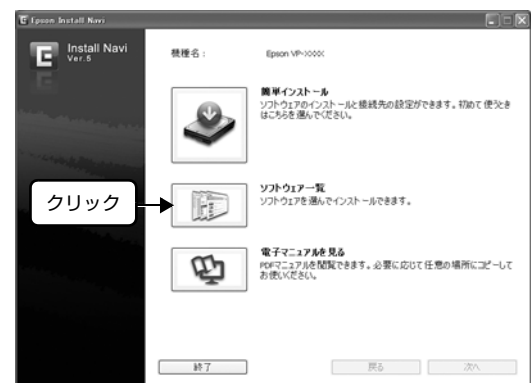 Epson Install Navi
Install Navi
Ver.5
機種名：
Epson VP-XXXX
簡単インストール
ソフトウェアのインストールと接続先の設定ができます。初めて使うとき
はこちらを選んでください。
クリック
ソフトウェア一覧
ソフトウェアを選んでインストールできます。
電子マニュアルを見る
PDFマニュアルを閲覧できます。必要に応じて任意の場所にコピーして
お使いください。
終了
戻る
次へ